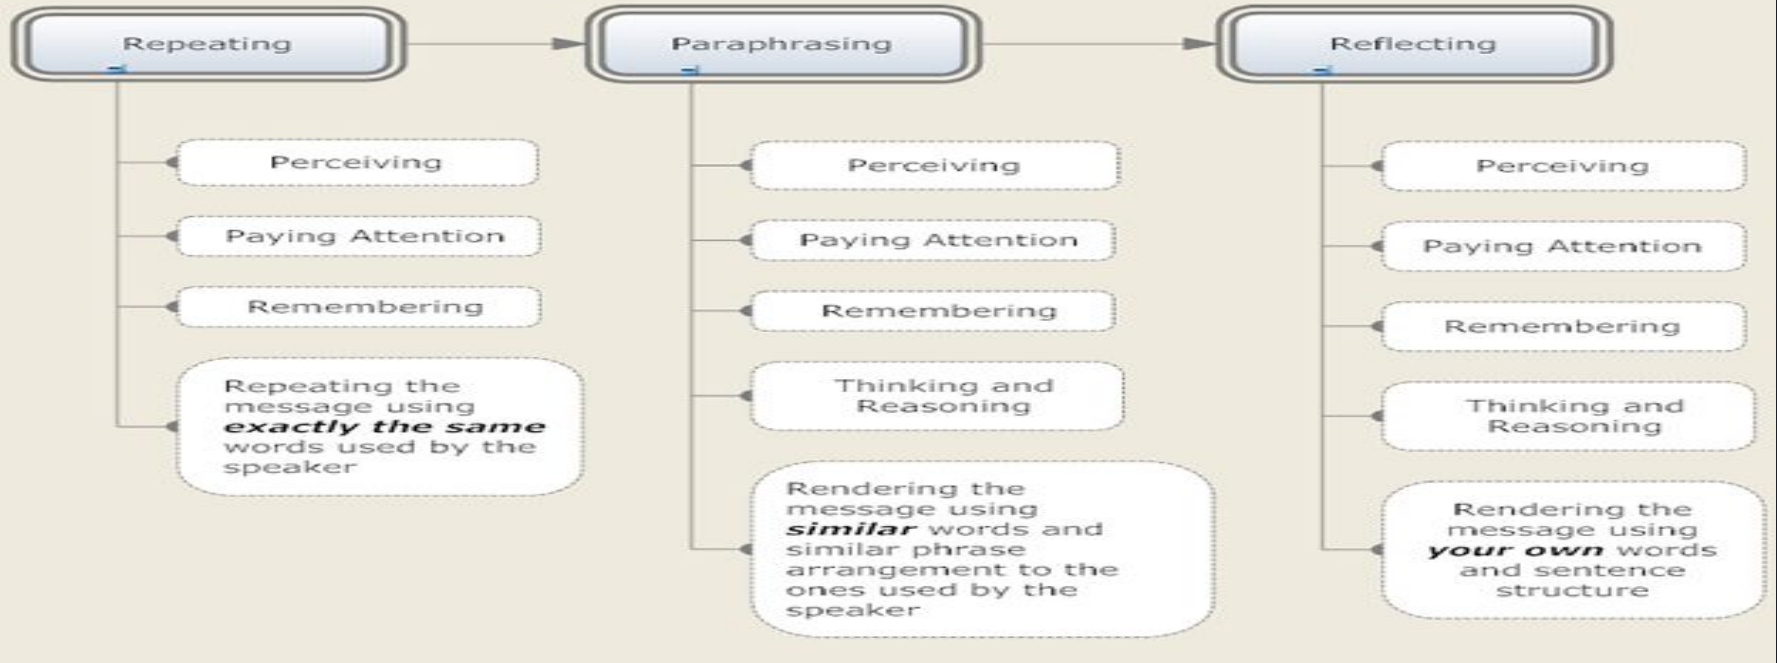 Repeating
Perceiving
Paying Attention
Remembering
Repeating the
message using
exactly the same
words used by the
speaker
Paraphrasing
Perceiving
Paying Attention
Remembering
Thinking and
Reasoning
Rendering the
message using
similar words and
similar phrase
arrangement to the
ones used by the
speaker
Reflecting
Perceiving
Paying Attention
Remembering
Thinking and
Reasoning
Rendering the
message using
your own words
and sentence
structure